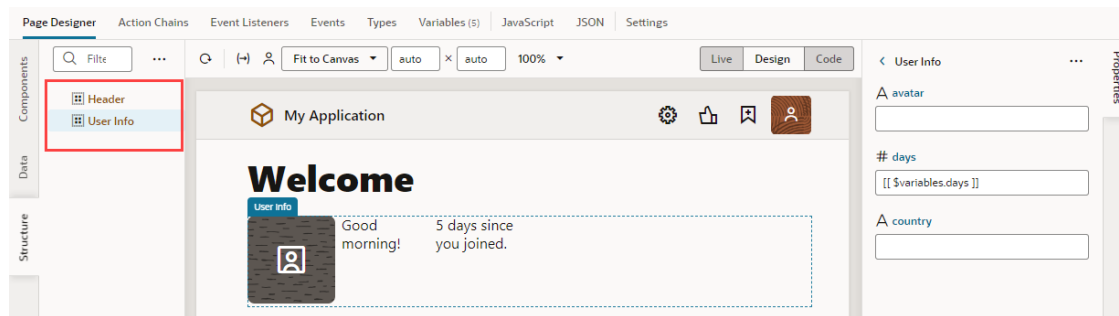 Page Designer Action Chains Event Listeners Events Types Variables (5) JavaScript JSON Settings
Components
Data
Structure
Filte ...
Header
User Info
Fit to Canvas auto × auto 100% Live Design Code
My Application
Welcome
User Info
Good morning!
5 days since
you joined.
User Info ...
A avatar
# days
[[ $variables.days ]]
A country
Properties